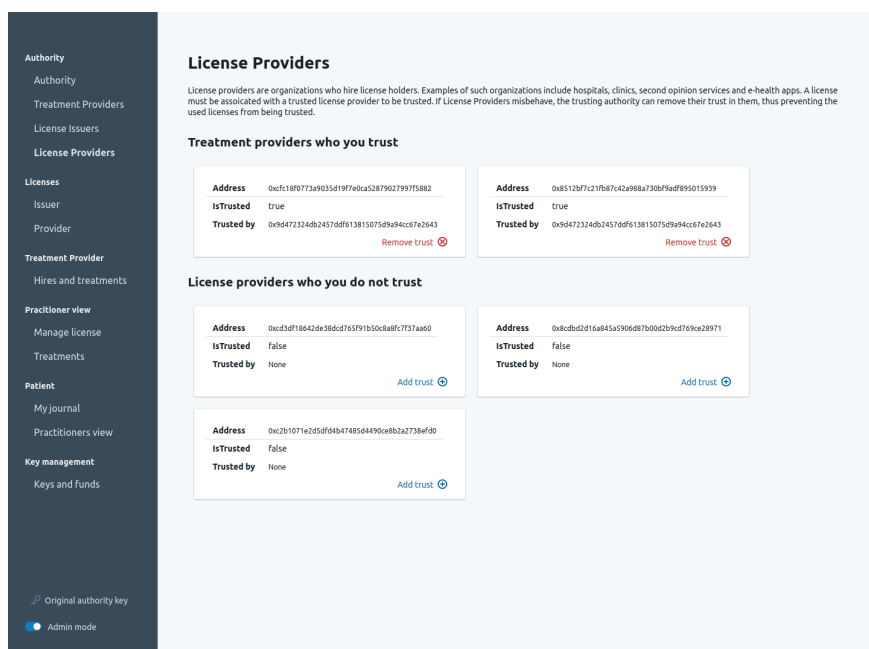 Authority
Authority
Treatment Providers
License Issuers
License Providers
Licenses
Issuer
Provider
Treatment Provider
Hires and treatments
Pracitioner view
Manage license
Treatments
Patient
My journal
Practitioners view
Key management
Keys and funds
Original authority key
Admin mode
License Providers
License providers are organizations who hire license holders. Examples of such organizations include hospitals, clinics, second opinion services and e-health apps. A license
must be assoicated with a trusted license provider to be trusted. If License Providers misbehave, the trusting authority can remove their trust in them, thus preventing the
used licenses from being trusted.
Treatment providers who you trust
Address 0xcfc18f0773a9035d19f7e0ca52879027997f5882
IsTrusted true
Trusted by 0x9d472324db2457ddf613815075d9a94cc67e2643
Remove trust
Address 0x8512bf7c21fb87c42a988a730bf9adf895015939
IsTrusted true
Trusted by 0x9d472324db2457ddf613815075d9a94cc67e2643
Remove trust
License providers who you do not trust
Address 0xcd3df18642de38dcd765f91b50c8a8fc7f37aa60
IsTrusted false
Trusted by None
Add trust
Address 0x8cdbd2d16a845a5906d87b00d2b9cd769ce28971
IsTrusted false
Trusted by None
Add trust
Address 0xc2b1071e2d5dfd4b47485d4490ce8b2a2738efd0
IsTrusted false
Trusted by None
Add trust